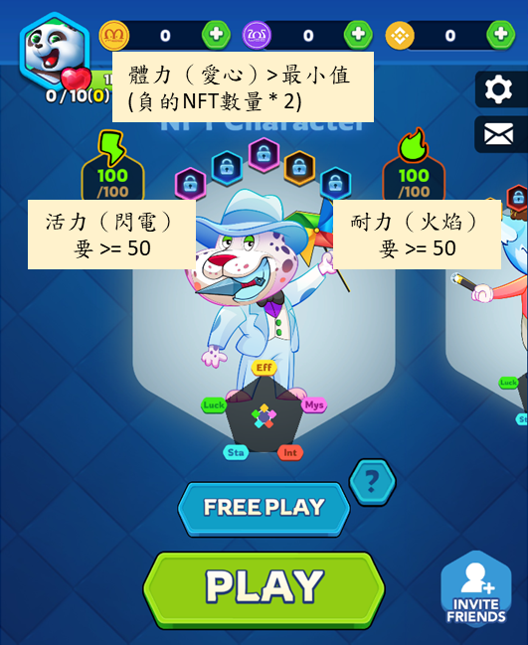 0
0
0
體力（愛心）>最小值
(負的NFT數量 * 2)
0/10(0)
NFT Character
100
/100
100
/100
活力（閃電）
要 >= 50
耐力（火焰）
要 >= 50
Eff
Luck
Mys
Sta
Int
Luck
FREE PLAY
?
PLAY
INVITE
FRIENDS